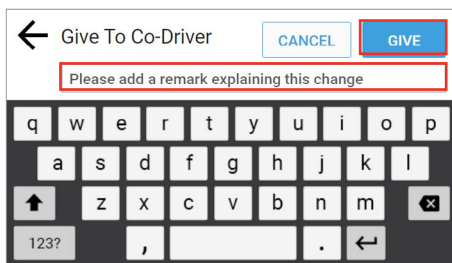 Give To Co-Driver CANCEL GIVE
Please add a remark explaining this change
q w e r t y u i o p
a s d f g h j k l
z x c v b n m
123? , .